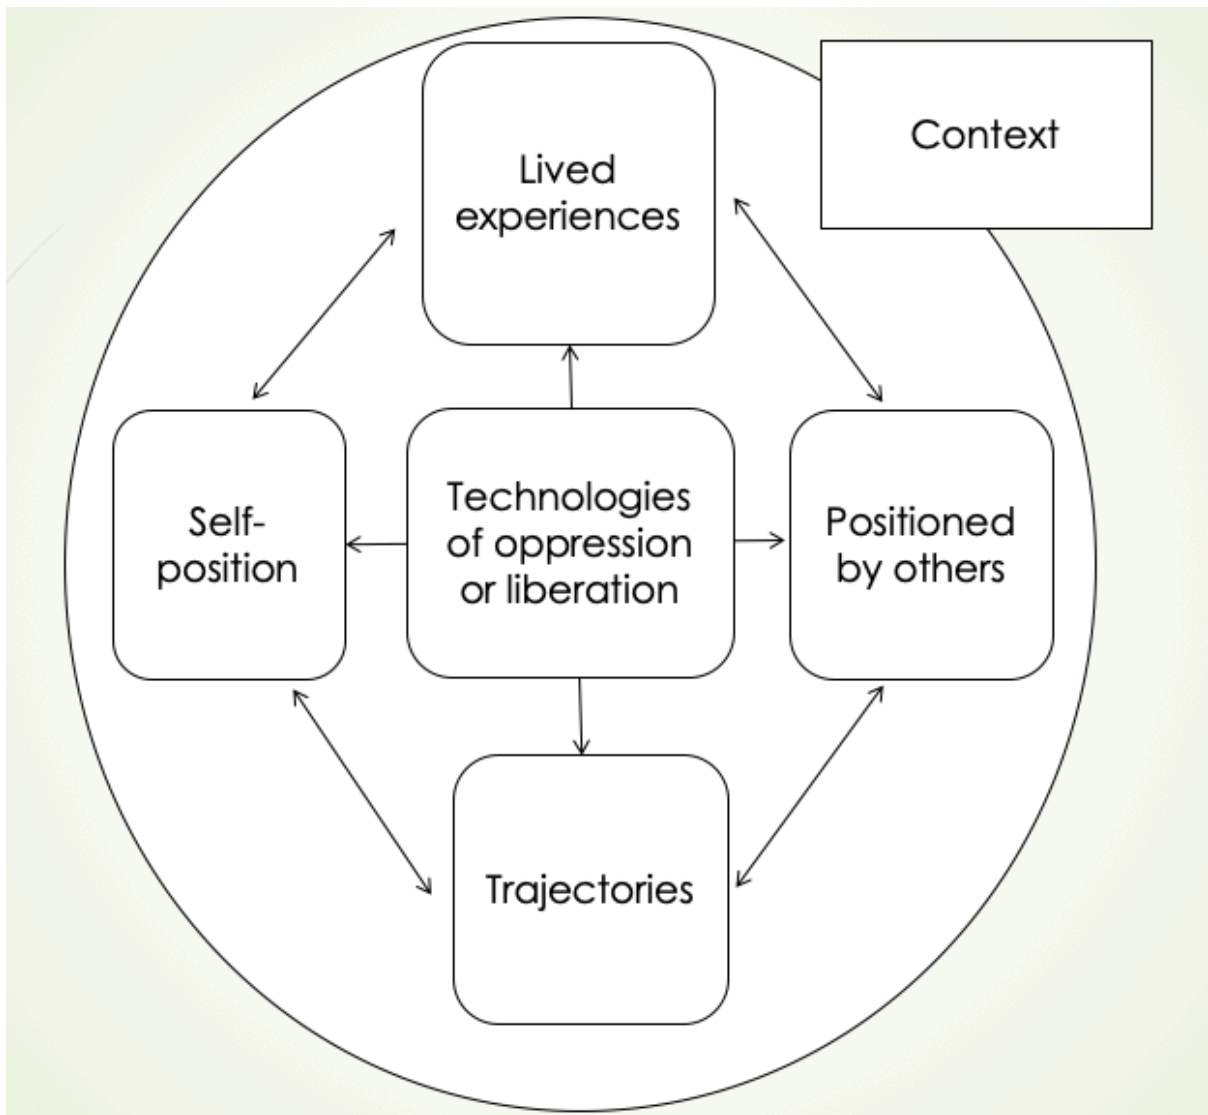 Context
Lived
experiences
Self-
position
Technologies
of oppression
or liberation
Positioned
by others
Trajectories